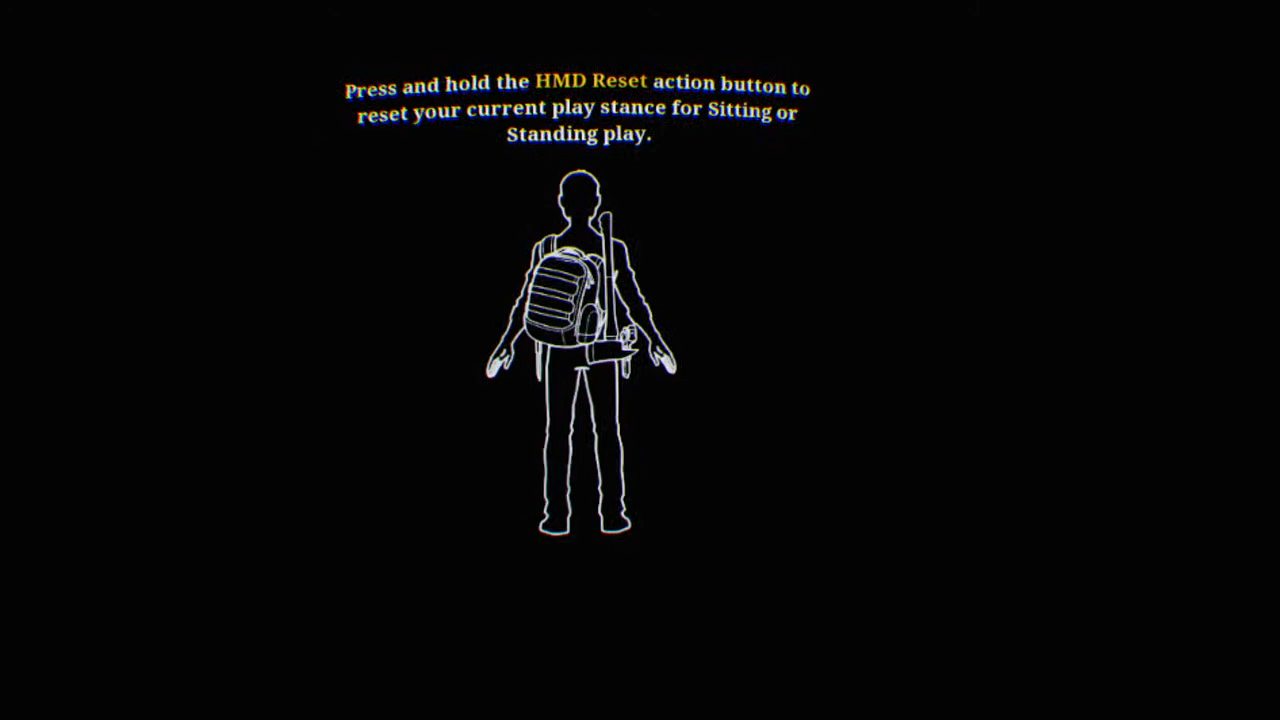 Press and hold the HMD Reset action button to
reset your current play stance for Sitting or
Standing play.